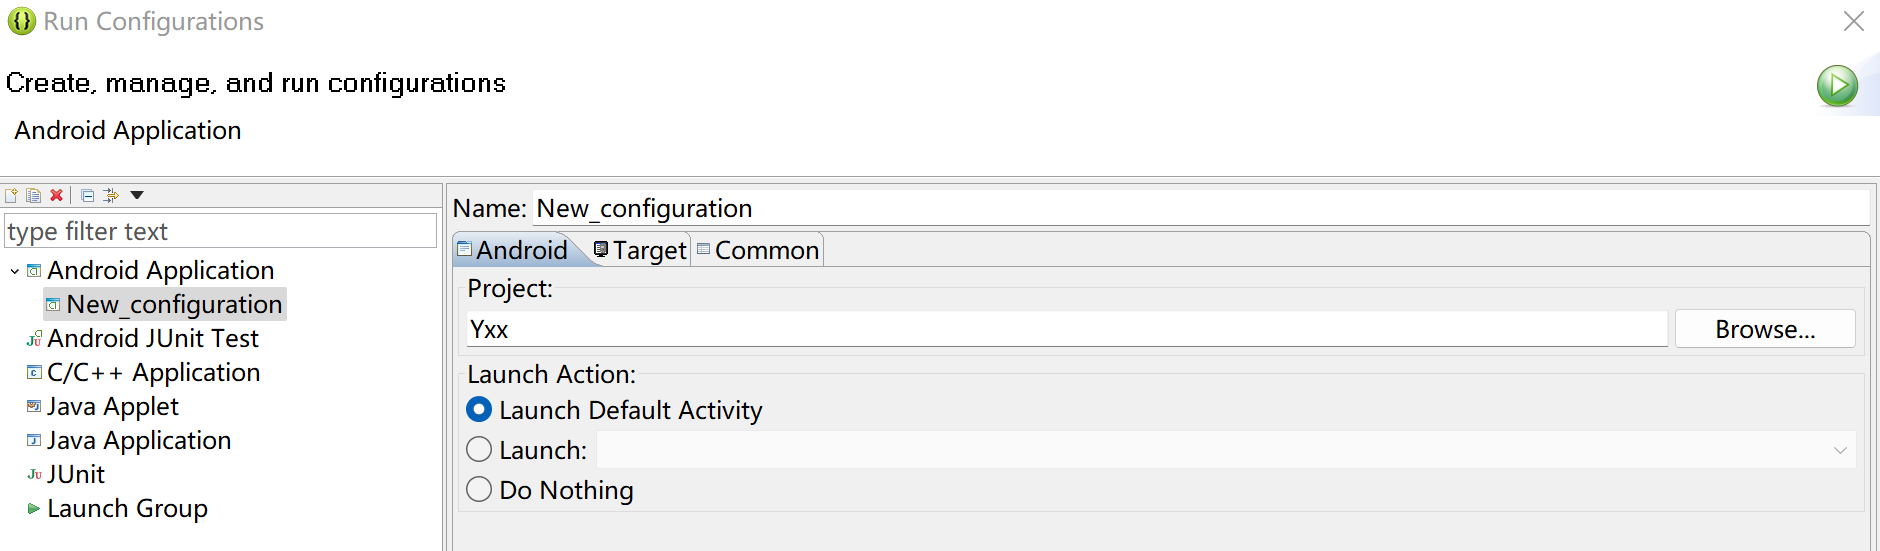 Run Configurations
Create, manage, and run configurations
Android Application
type filter text
Android Application
New_configuration
Android JUnit Test
C/C++ Application
Java Applet
Java Application
JUnit
Launch Group
Name: New_configuration
Android Target Common
Project:
Yxx Browse...
Launch Action:
Launch Default Activity
Launch:
Do Nothing